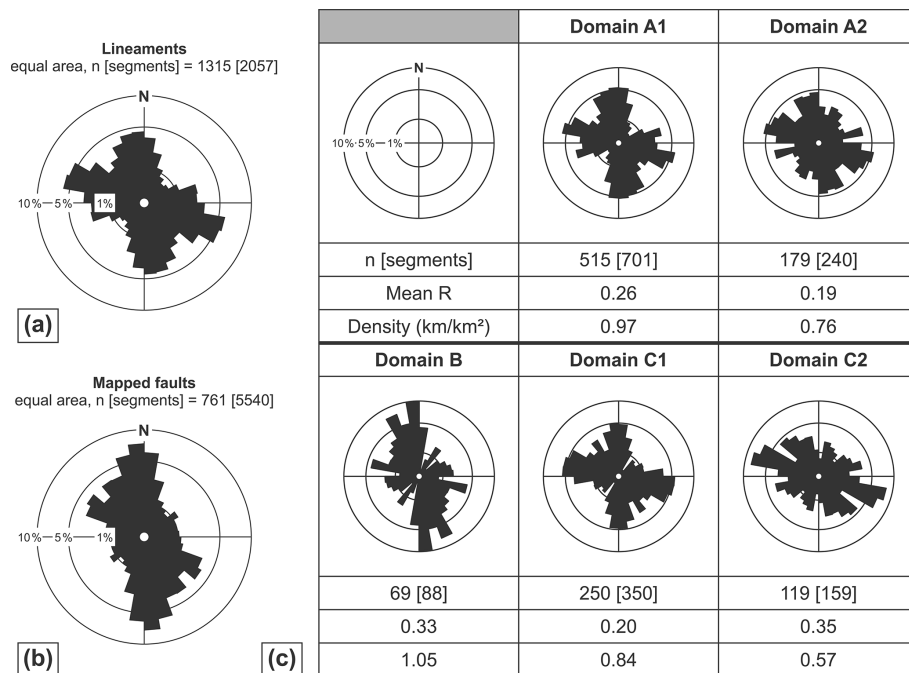 Lineaments
equal area, n [segments] = 1315 [2057]
N
10% 5% 1%
(a)
Mapped faults
equal area, n [segments] = 761 [5540]
N
10% 5% 1%
(b)
(c)
Domain A1 Domain A2
N
10% 5% 1%
n [segments] 515 [701] 179 [240]
Mean R 0.26 0.19
Density (km/km²) 0.97 0.76
Domain B Domain C1 Domain C2
69 [88] 250 [350] 119 [159]
0.33 0.20 0.35
1.05 0.84 0.57